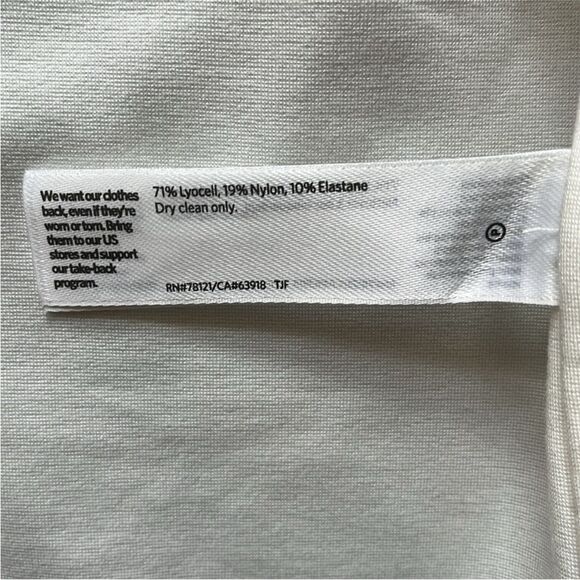 We want our clothes
back, even if they're
worn or torn. Bring
them to our US
stores and support
our take-back
program.
71% Lyocell, 19% Nylon, 10% Elastane
Dry clean only.
P
RN#78121/CA#63918 TJF